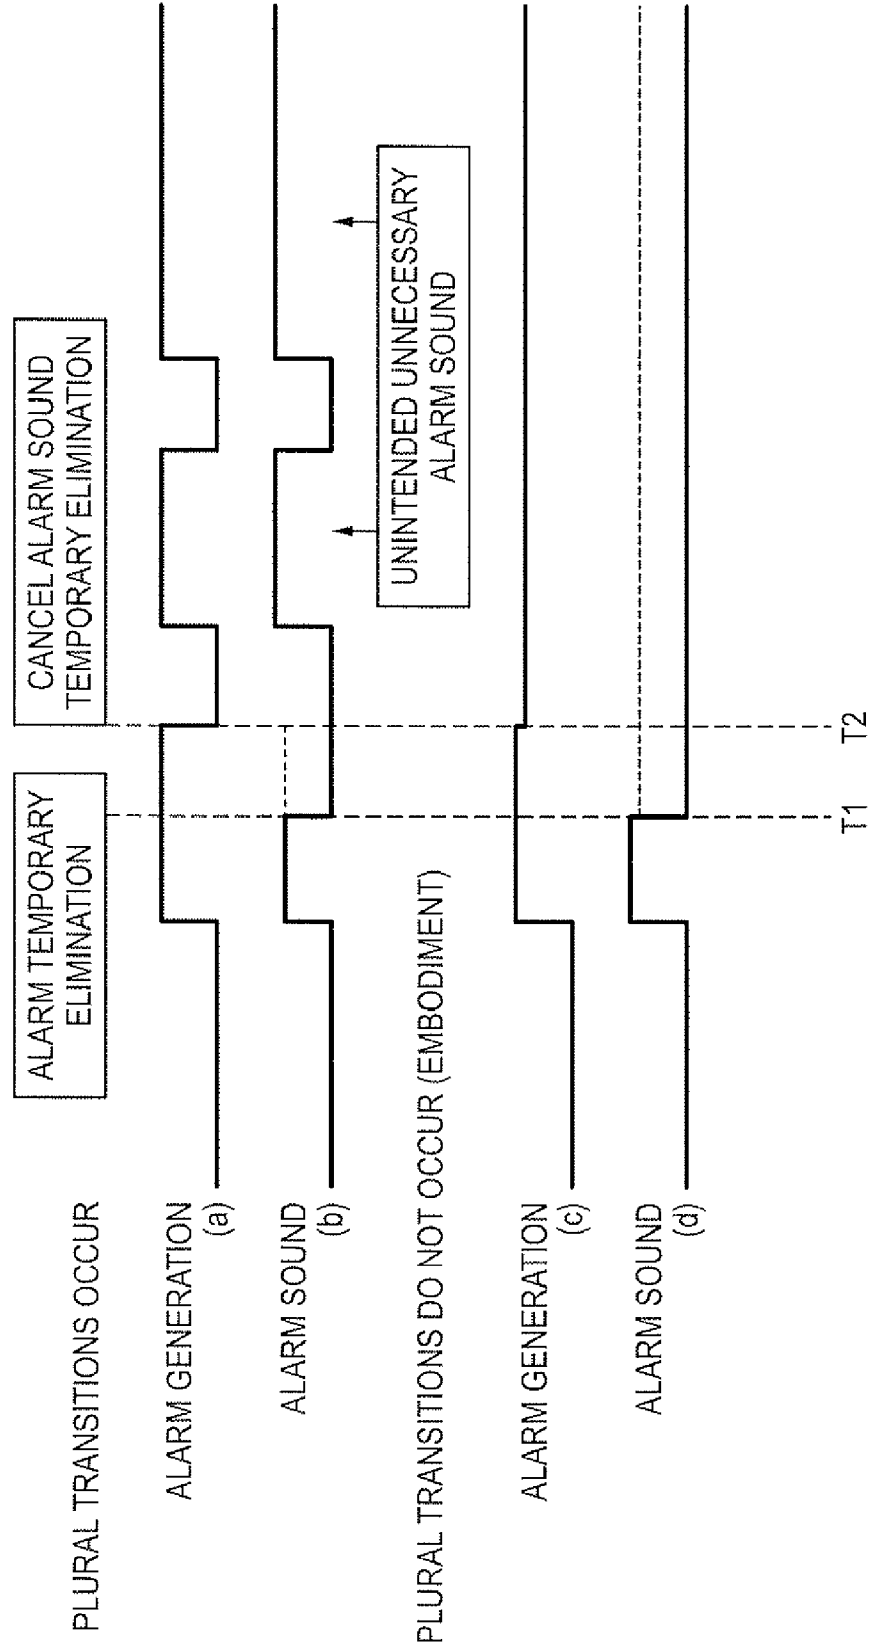 ALARM TEMPORARY
ELIMINATION
CANCEL ALARM SOUND
TEMPORARY ELIMINATION
PLURAL TRANSITIONS OCCUR
ALARM GENERATION
(a)
ALARM SOUND
(b)
UNINTENDED UNNECESSARY
ALARM SOUND
PLURAL TRANSITIONS DO NOT OCCUR (EMBODIMENT)
ALARM GENERATION
(c)
ALARM SOUND
(d)
T1
T2